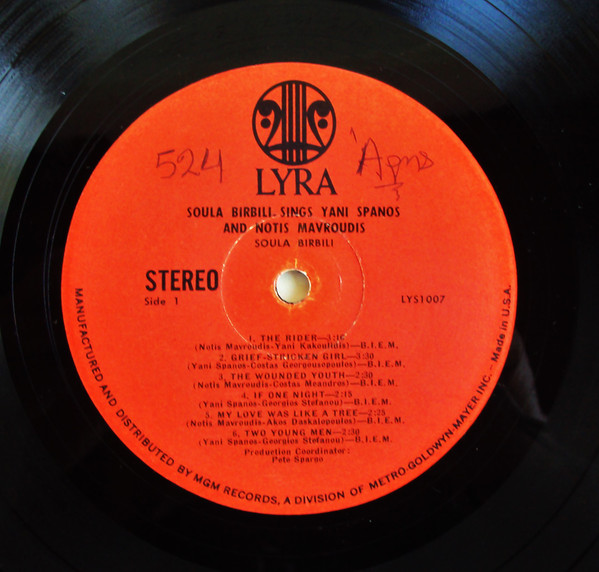 524
LYRA
SOULA BIRBILI SINGS YANI SPANOS
AND NOTIS MAVROUDIS
SOULA BIRBILI
STEREO
Side 1
LYS1007
1. THE RIDER—3:10
(Notis Mavroudis-Yani Kakoulidis)—B.I.E.M.
2. GRIEF-STRICKEN GIRL—3:30
(Yani Spanos-Costas Georgousopoulos)—B.I.E.M.
3. THE WOUNDED YOUTH—2:30
(Notis Mavroudis-Costas Meandros)—B.I.E.M.
4. IF ONE NIGHT—2:15
(Yani Spanos-Georgios Stefanou)—B.I.E.M.
5. MY LOVE WAS LIKE A TREE—2:25
(Notis Mavroudis-Akos Daskalopoulos)—B.I.E.M.
6. TWO YOUNG MEN—2:30
(Yani Spanos-Georgios Stefanou)—B.I.E.M.
Production Coordinator:
Pete Spargo
MANUFACTURED AND DISTRIBUTED BY MGM RECORDS, A DIVISION OF METRO-GOLDWYN-MAYER, INC. – Made in U.S.A.